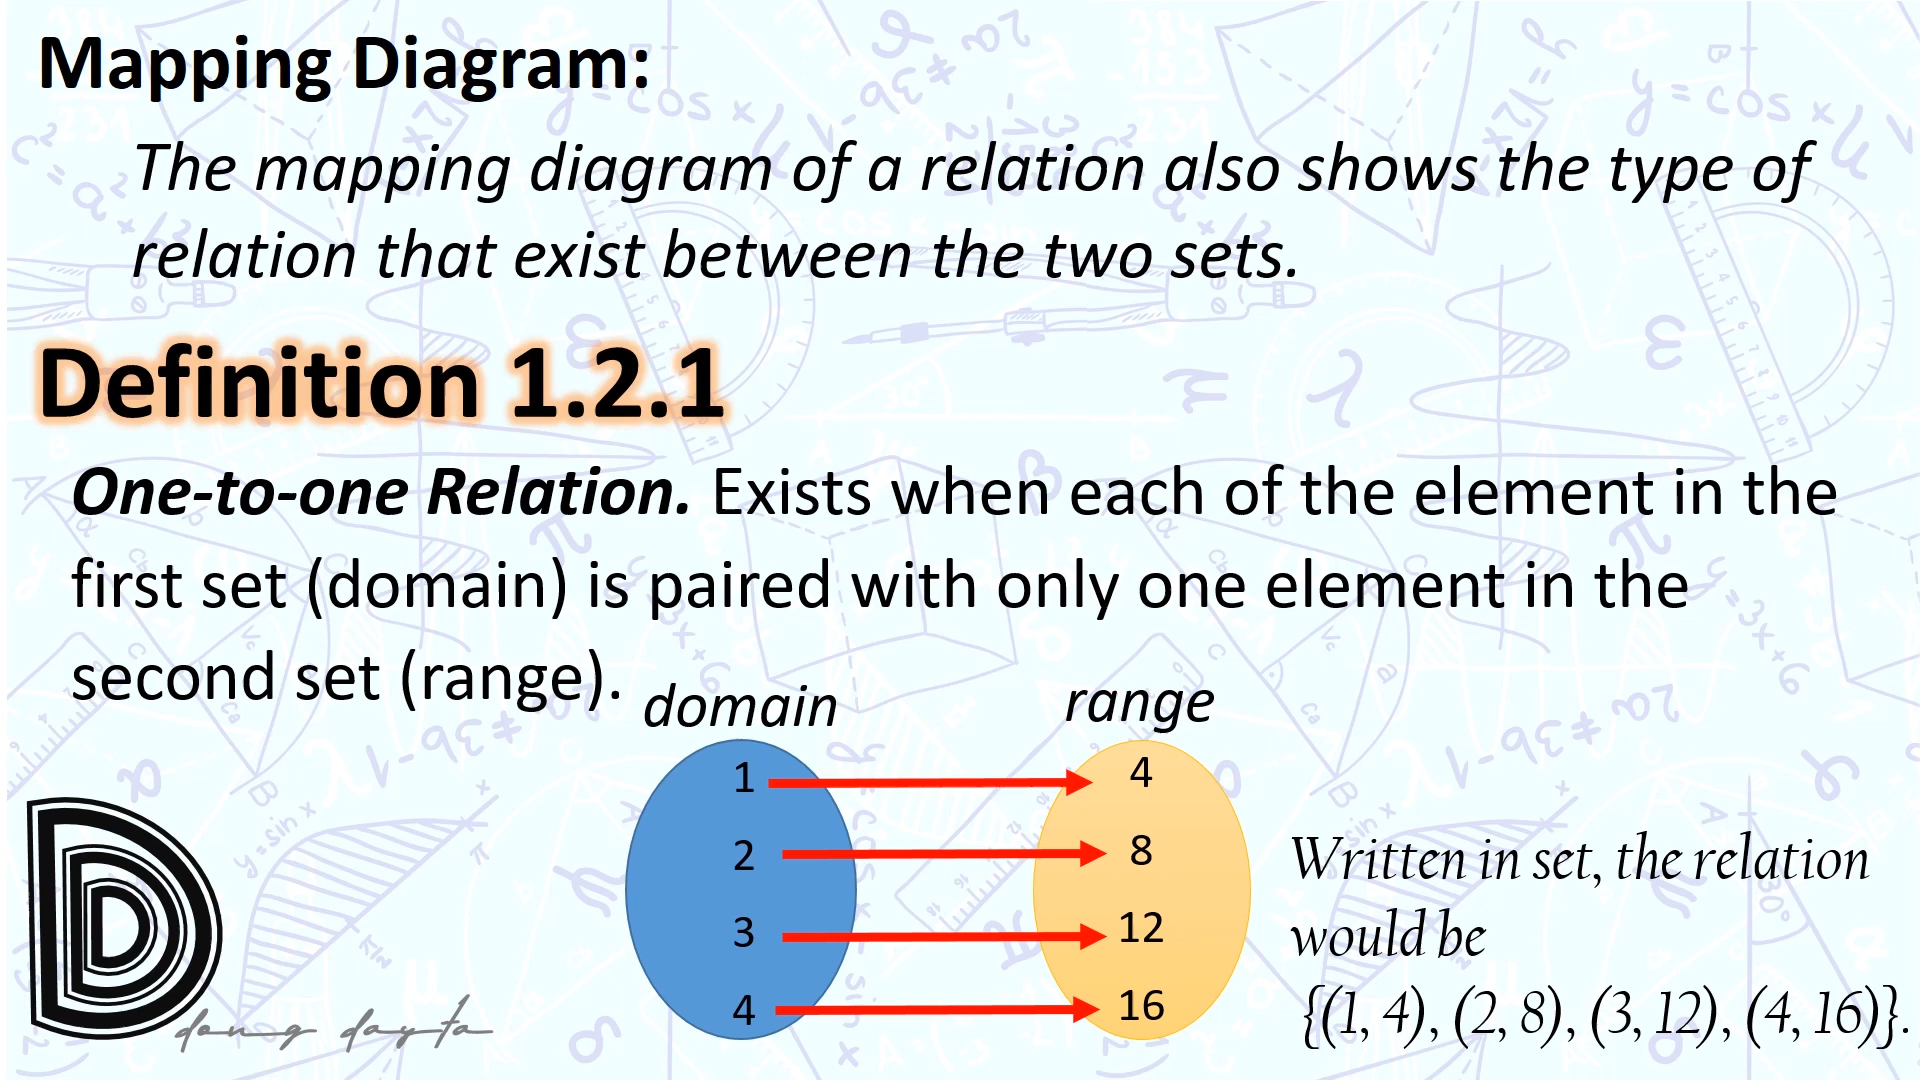 Mapping Diagram:
The mapping diagram of a relation also shows the type of
relation that exist between the two sets.
Definition 1.2.1
One-to-one Relation. Exists when each of the element in the
first set (domain) is paired with only one element in the
second set (range).
domain
range
1
4
2
8
3
12
4
16
Written in set, the relation
would be
{(1, 4), (2, 8), (3, 12), (4, 16)}.
D
dong dayta